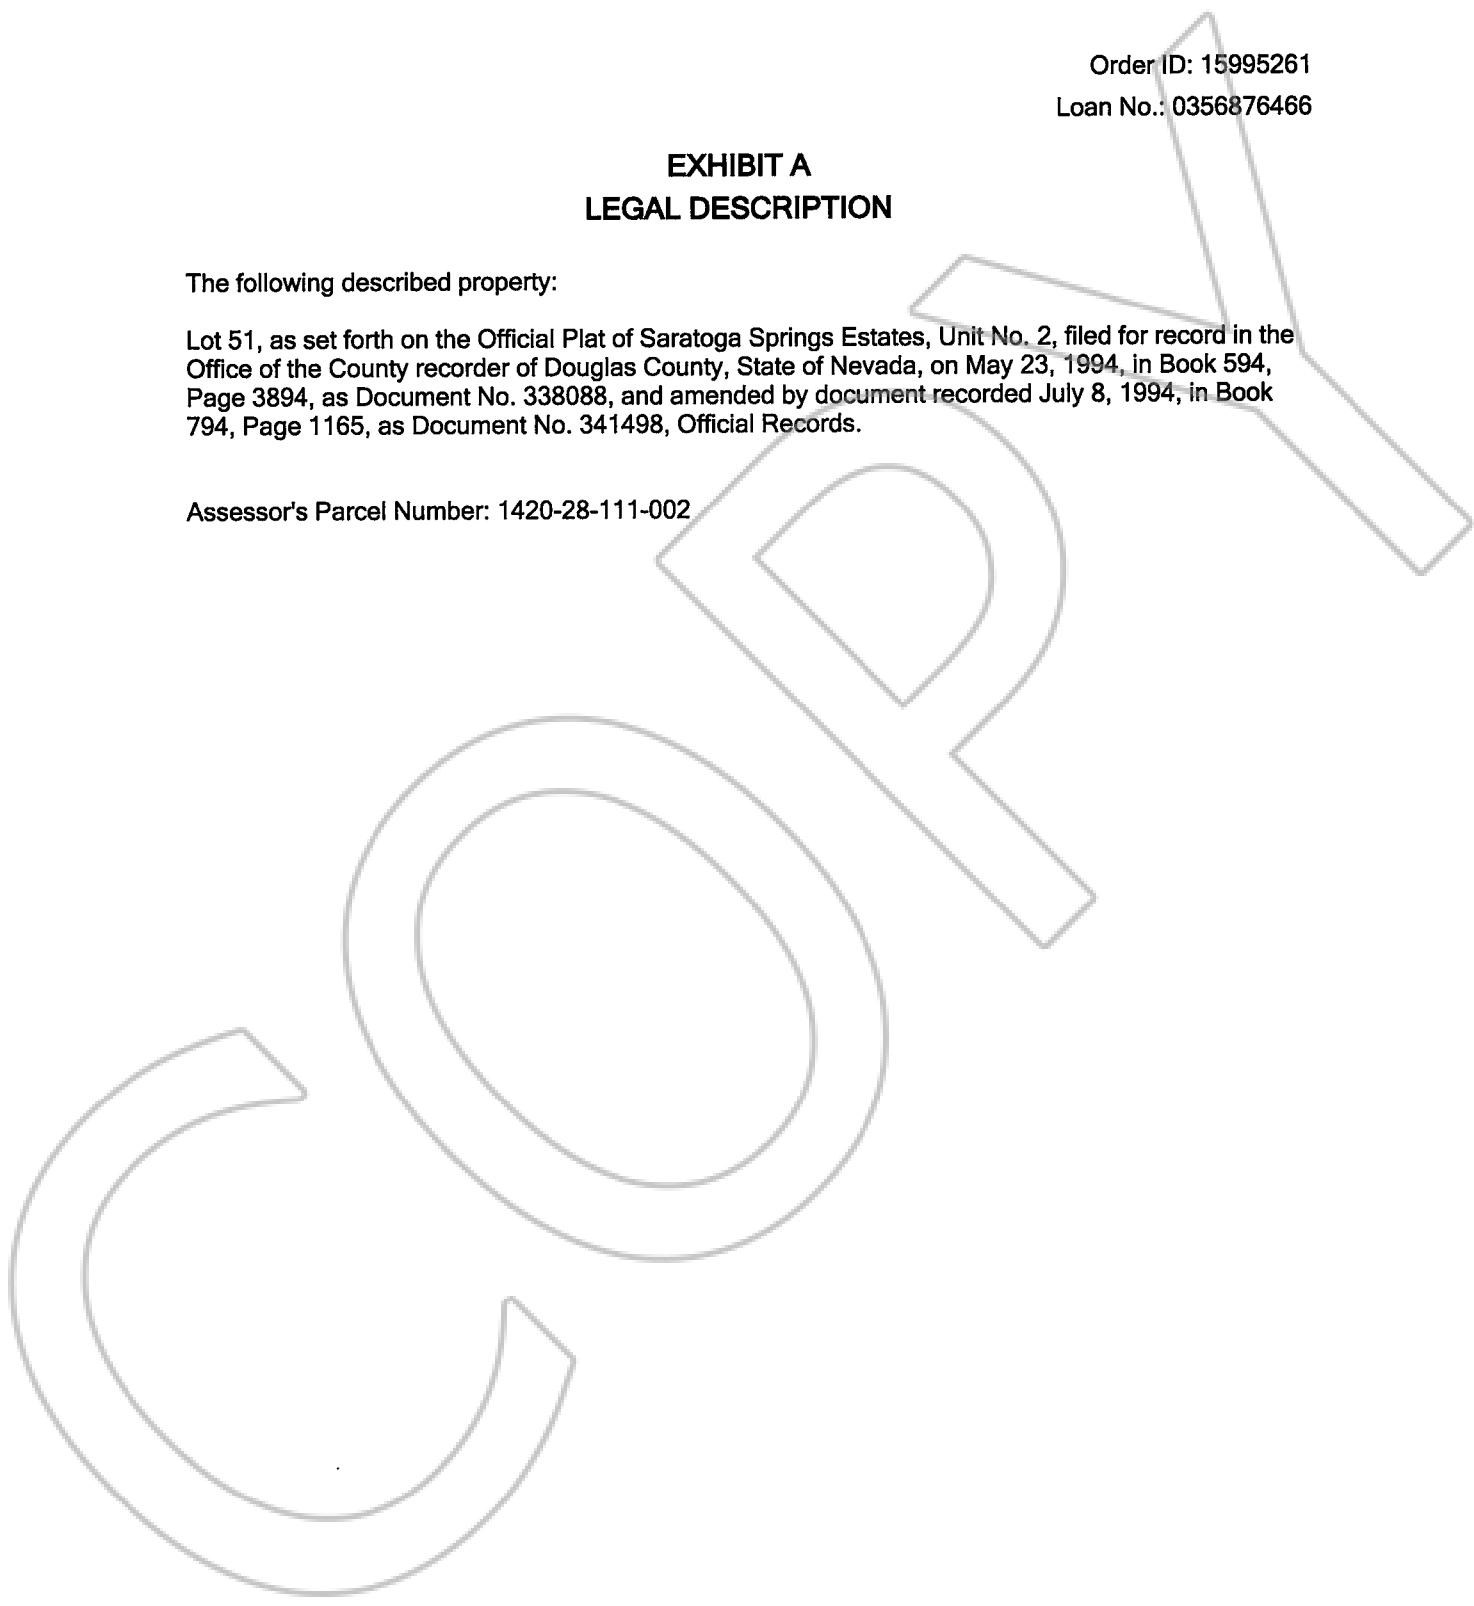 Order ID: 15995261
Loan No.: 0356876466
EXHIBIT A
LEGAL DESCRIPTION
The following described property:
Lot 51, as set forth on the Official Plat of Saratoga Springs Estates, Unit No. 2, filed for record in the
Office of the County recorder of Douglas County, State of Nevada, on May 23, 1994, in Book 594,
Page 3894, as Document No. 338088, and amended by document recorded July 8, 1994, in Book
794, Page 1165, as Document No. 341498, Official Records.
Assessor's Parcel Number: 1420-28-111-002
COPY